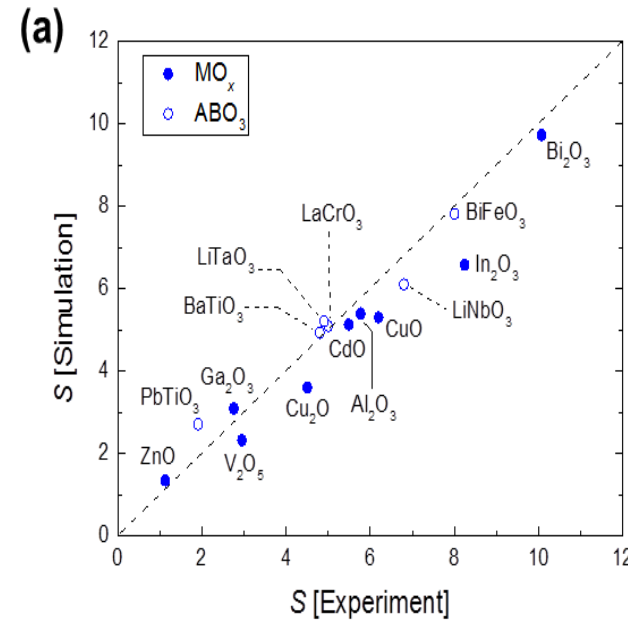 (a)
12
10
8
6
4
2
0
S [Simulation]
MOₓ
ABO₃
Bi₂O₃
BiFeO₃
LaCrO₃
In₂O₃
LiTaO₃
LiNbO₃
BaTiO₃
CuO
CdO
Al₂O₃
Ga₂O₃
PbTiO₃
Cu₂O
V₂O₅
ZnO
0 2 4 6 8 10 12
S [Experiment]